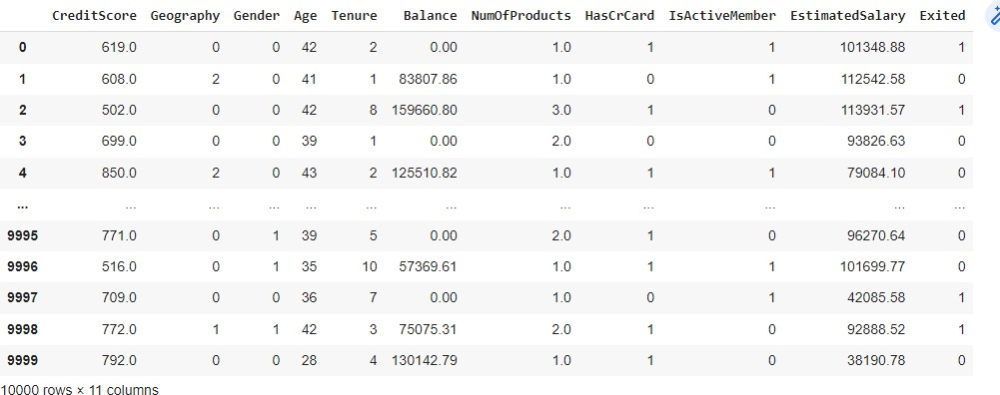 CreditScore Geography Gender Age Tenure Balance NumOfProducts HasCrCard IsActiveMember EstimatedSalary Exited
0 619.0 0 0 42 2 0.00 1.0 1 1 101348.88 1
1 608.0 2 0 41 1 83807.86 1.0 0 1 112542.58 0
2 502.0 0 0 42 8 159660.80 3.0 1 0 113931.57 1
3 699.0 0 0 39 1 0.00 2.0 0 0 93826.63 0
4 850.0 2 0 43 2 125510.82 1.0 1 1 79084.10 0
... ... ... ... ... ... ... ... ... ... ... ...
9995 771.0 0 1 39 5 0.00 2.0 1 0 96270.64 0
9996 516.0 0 1 35 10 57369.61 1.0 1 1 101699.77 0
9997 709.0 0 0 36 7 0.00 1.0 0 1 42085.58 1
9998 772.0 1 1 42 3 75075.31 2.0 1 0 92888.52 1
9999 792.0 0 0 28 4 130142.79 1.0 1 0 38190.78 0
10000 rows × 11 columns